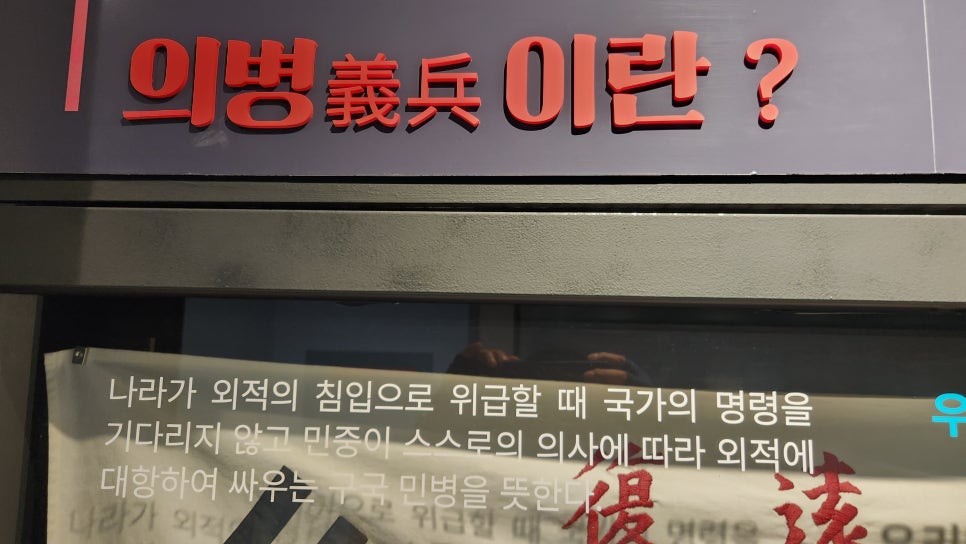 의병義兵이란?
나라가 외적의 침입으로 위급할 때 국가의 명령을
기다리지 않고 민중이 스스로의 의사에 따라 외적에
대항하여 싸우는 구국 민병을 뜻한다
우
復